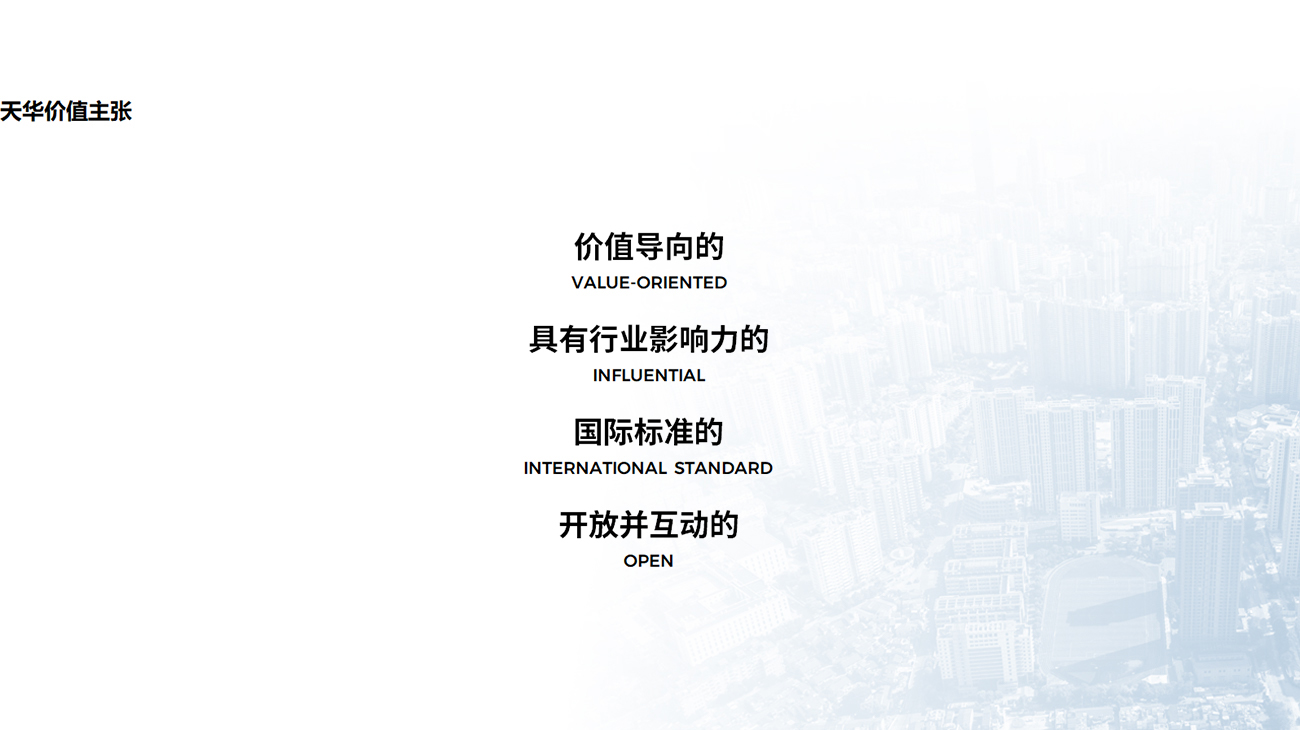 天华价值主张
价值导向的
VALUE-ORIENTED
具有行业影响力的
INFLUENTIAL
国际标准的
INTERNATIONAL STANDARD
开放并互动的
OPEN